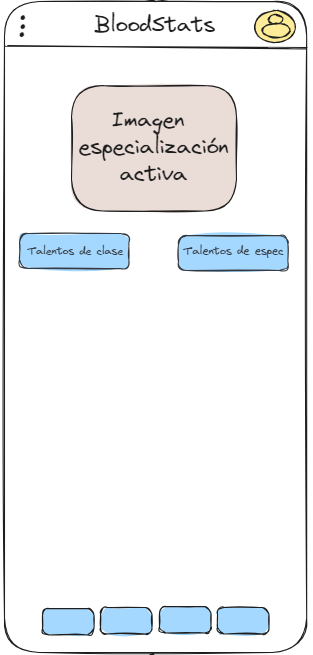 BloodStats
Imagen
especialización
activa
Talentos de clase
Talentos de espec